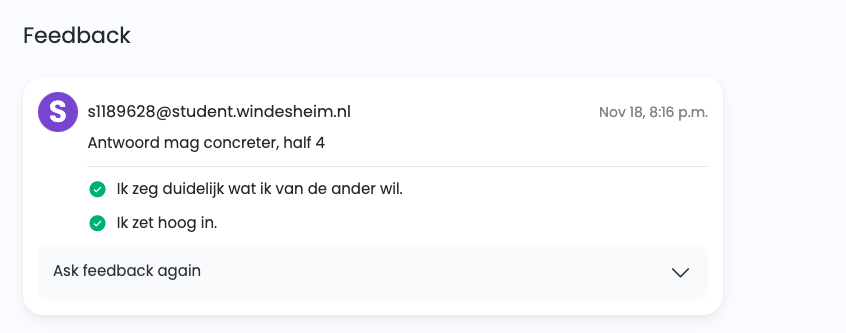 Feedback
S
s1189628@student.windesheim.nl
Nov 18, 8:16 p.m.
Antwoord mag concreter, half 4
Ik zeg duidelijk wat ik van de ander wil.
Ik zet hoog in.
Ask feedback again